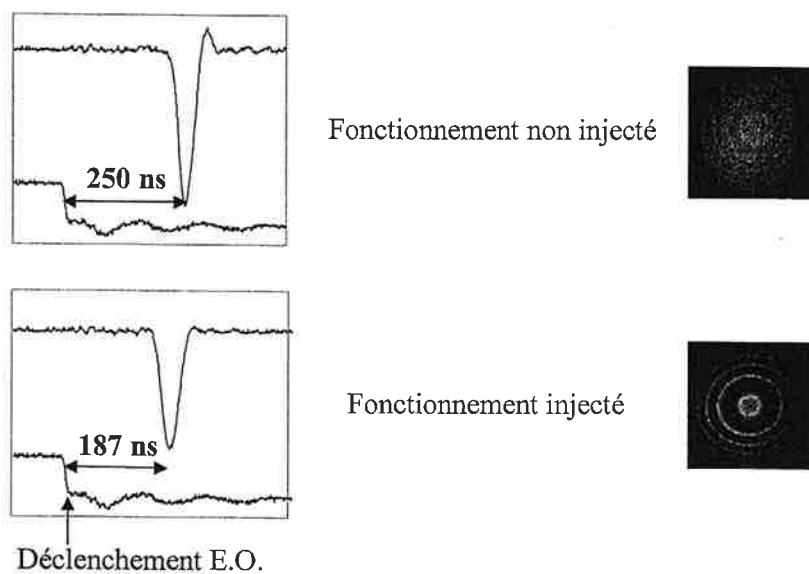 250 ns
Fonctionnement non injecté
187 ns
Fonctionnement injecté
Déclenchement E.O.